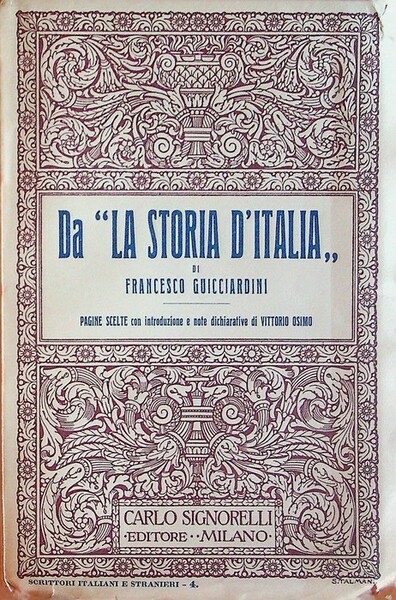 Da “LA STORIA D'ITALIA„
DI
FRANCESCO GUICCIARDINI
PAGINE SCELTE con introduzione e note dichiarative di VITTORIO OSIMO
CARLO SIGNORELLI
·EDITORE··MILANO·
SCRITTORI ITALIANI E STRANIERI - 4.
S. TALMAN.